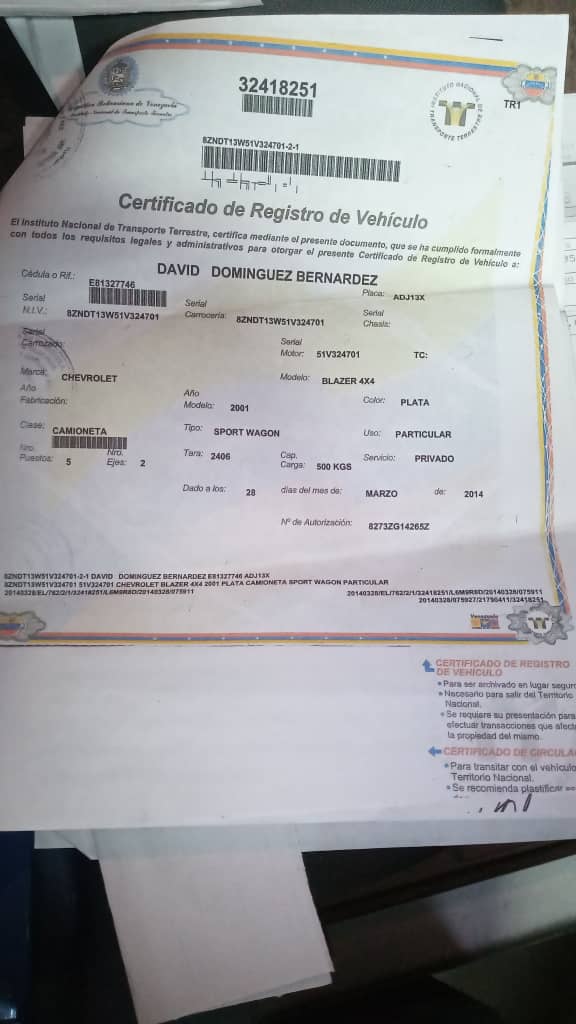 32418251
República Bolivariana de Venezuela
Instituto Nacional de Transporte Terrestre
INSTITUTO NACIONAL DE TRANSPORTE TERRESTRE
TR1
8ZNDT13W51V324701-2-1
Certificado de Registro de Vehículo
El Instituto Nacional de Transporte Terrestre, certifica mediante el presente documento, que se ha cumplido formalmente
con todos los requisitos legales y administrativos para otorgar el presente Certificado de Registro de Vehículo a:
DAVID DOMINGUEZ BERNARDEZ
Cédula o Rif.: E81327746 Placa: ADJ13X
Serial N.I.V.: 8ZNDT13W51V324701 Serial Carrocería: 8ZNDT13W51V324701 Serial Chasis:
Serial Carrozado: Serial Motor: 51V324701 TC:
Marca: CHEVROLET Modelo: BLAZER 4X4
Año Fabricación: Año Modelo: 2001 Color: PLATA
Clase: CAMIONETA Tipo: SPORT WAGON Uso: PARTICULAR
Nro. Puestos: 5 Nro. Ejes: 2 Tara: 2406 Cap. Carga: 500 KGS Servicio: PRIVADO
Dado a los: 28 días del mes de: MARZO de: 2014
Nº de Autorización: 8273ZG14265Z
8ZNDT13W51V324701-2-1 DAVID DOMINGUEZ BERNARDEZ E81327746 ADJ13X
8ZNDT13W51V324701 51V324701 CHEVROLET BLAZER 4X4 2001 PLATA CAMIONETA SPORT WAGON PARTICULAR
20140328/EL/762/2/1/32418251/L6M9R8D/20140328/075911 20140328/EL/762/2/1/32418251/L6M9R8D/20140328/075911
20140328/075927/21795411/32418251
Venezuela
CERTIFICADO DE REGISTRO
DE VEHÍCULO
• Para ser archivado en lugar seguro
• Necesario para salir del Territorio
Nacional.
• Se requiere su presentación para
efectuar transacciones que afect
la propiedad del mismo.
CERTIFICADO DE CIRCULA
• Para transitar con el vehículo
Territorio Nacional.
• Se recomienda plastificar